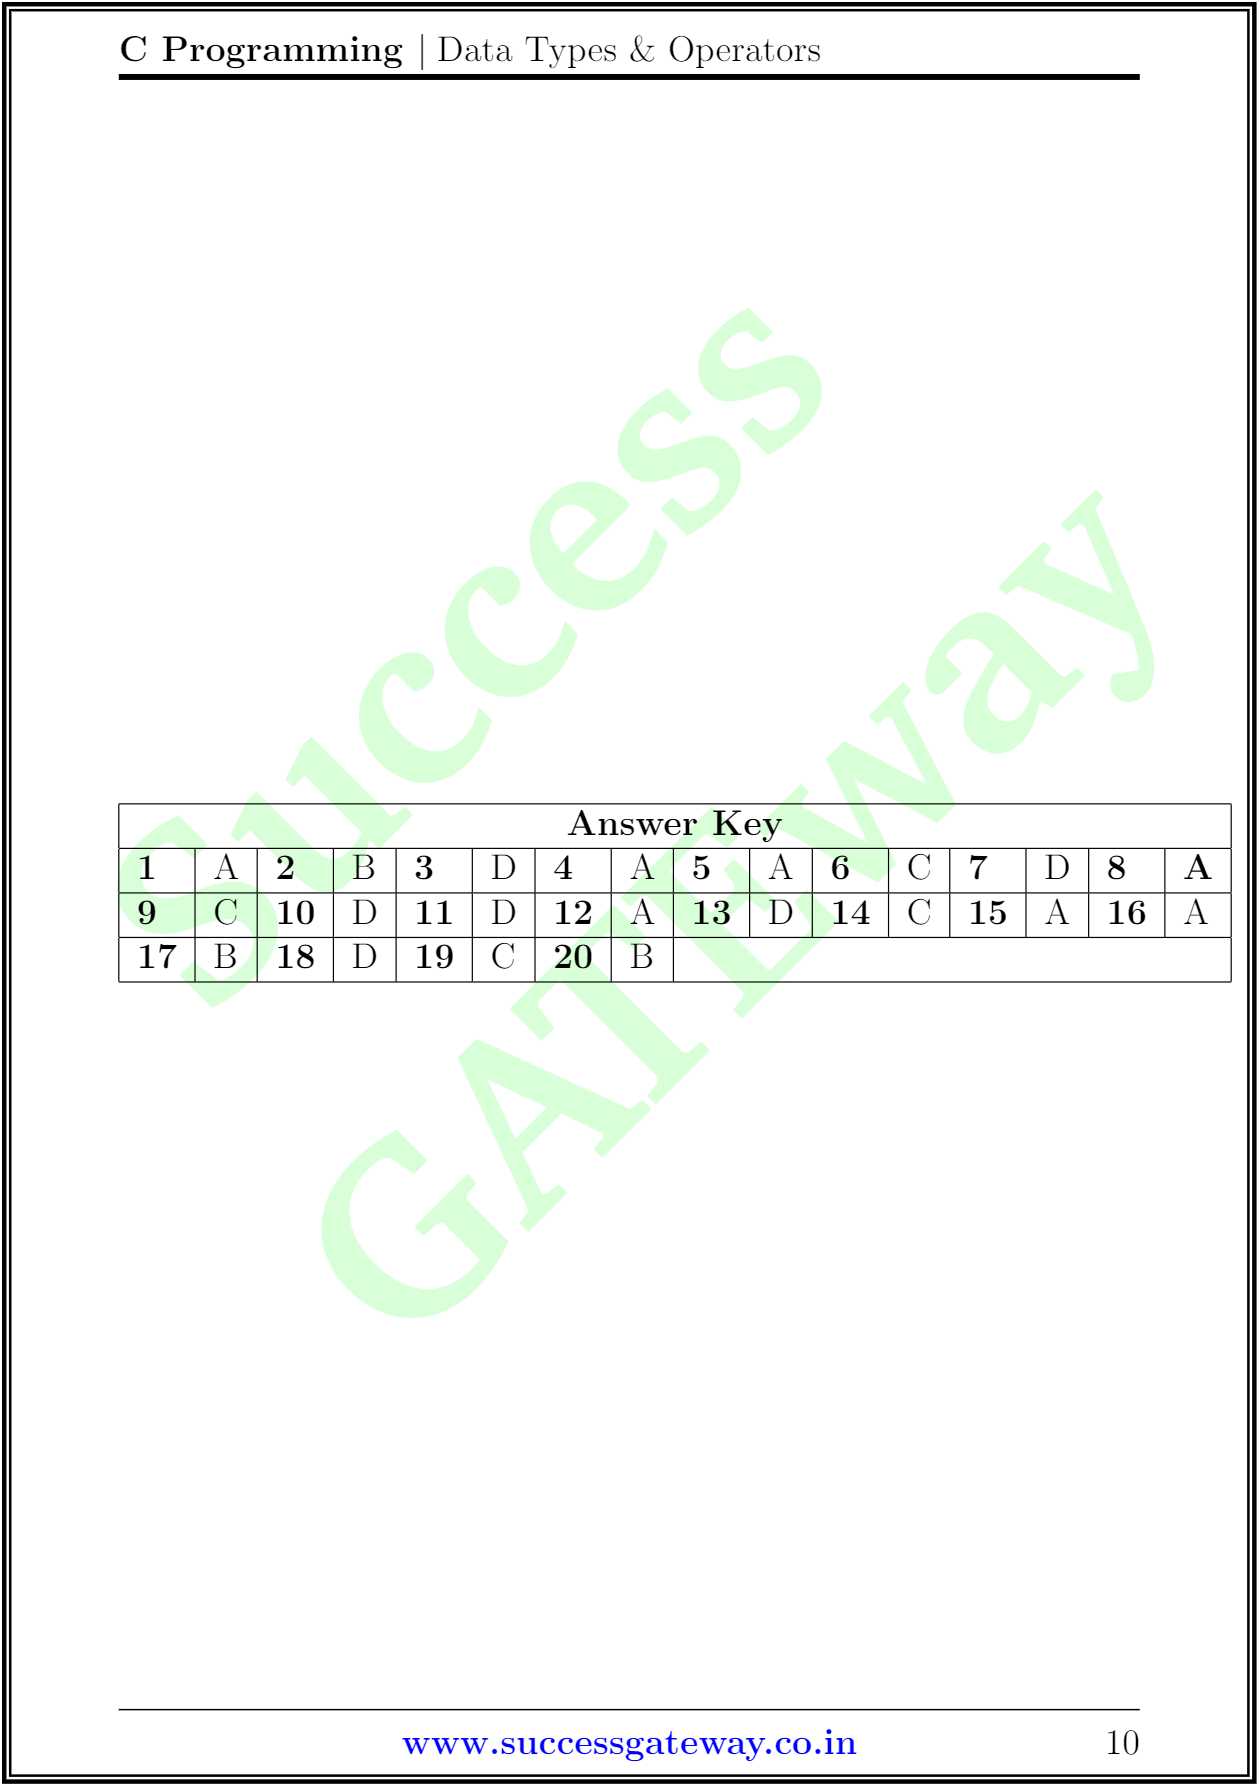 C Programming | Data Types & Operators
Success
GATEway
Answer Key
1 A 2 B 3 D 4 A 5 A 6 C 7 D 8 A
9 C 10 D 11 D 12 A 13 D 14 C 15 A 16 A
17 B 18 D 19 C 20 B
www.successgateway.co.in 10